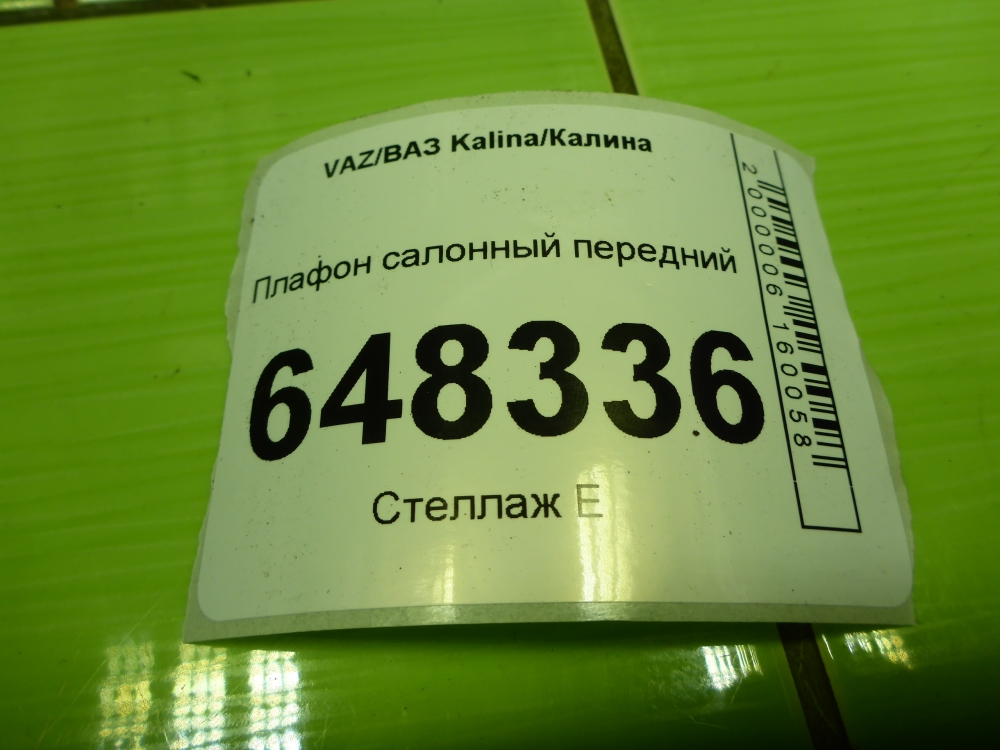 VAZ/ВАЗ Kalina/Калина
Плафон салонный передний
648336
Стеллаж Е
2000006160058